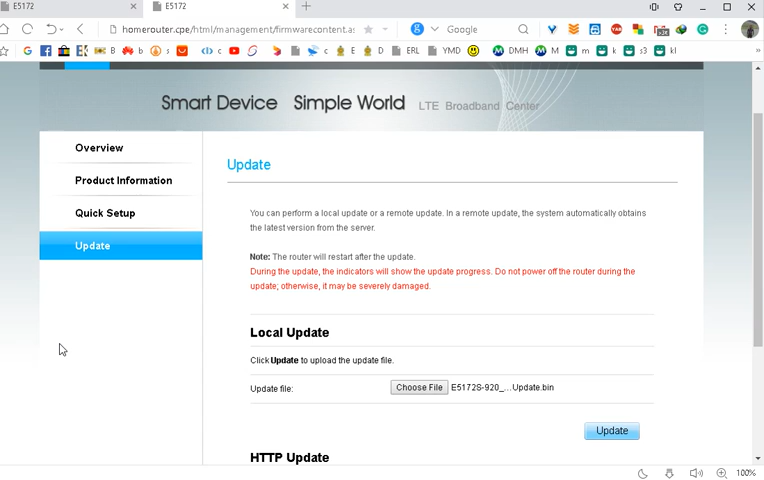 E5172
E5172
homerouter.cpe/html/management/firmwarecontent.as
Google
B
s
E
D
ERL
YMD
DMH
M
m
k
s3
kl
Smart Device Simple World LTE Broadband Center
Overview
Product Information
Quick Setup
Update
Update
You can perform a local update or a remote update. In a remote update, the system automatically obtains
the latest version from the server.
Note: The router will restart after the update.
During the update, the indicators will show the update progress. Do not power off the router during the
update; otherwise, it may be severely damaged.
Local Update
Click Update to upload the update file.
Update file:
Choose File E5172S-920_...Update.bin
Update
HTTP Update
100%